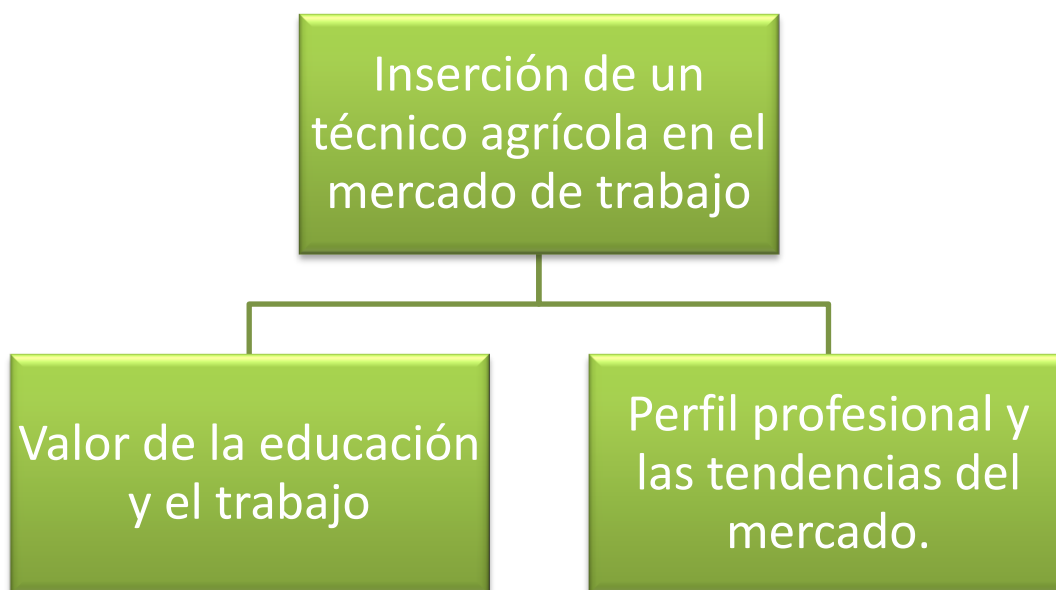 Inserción de un
técnico agrícola en el
mercado de trabajo
Valor de la educación
y el trabajo
Perfil profesional y
las tendencias del
mercado.